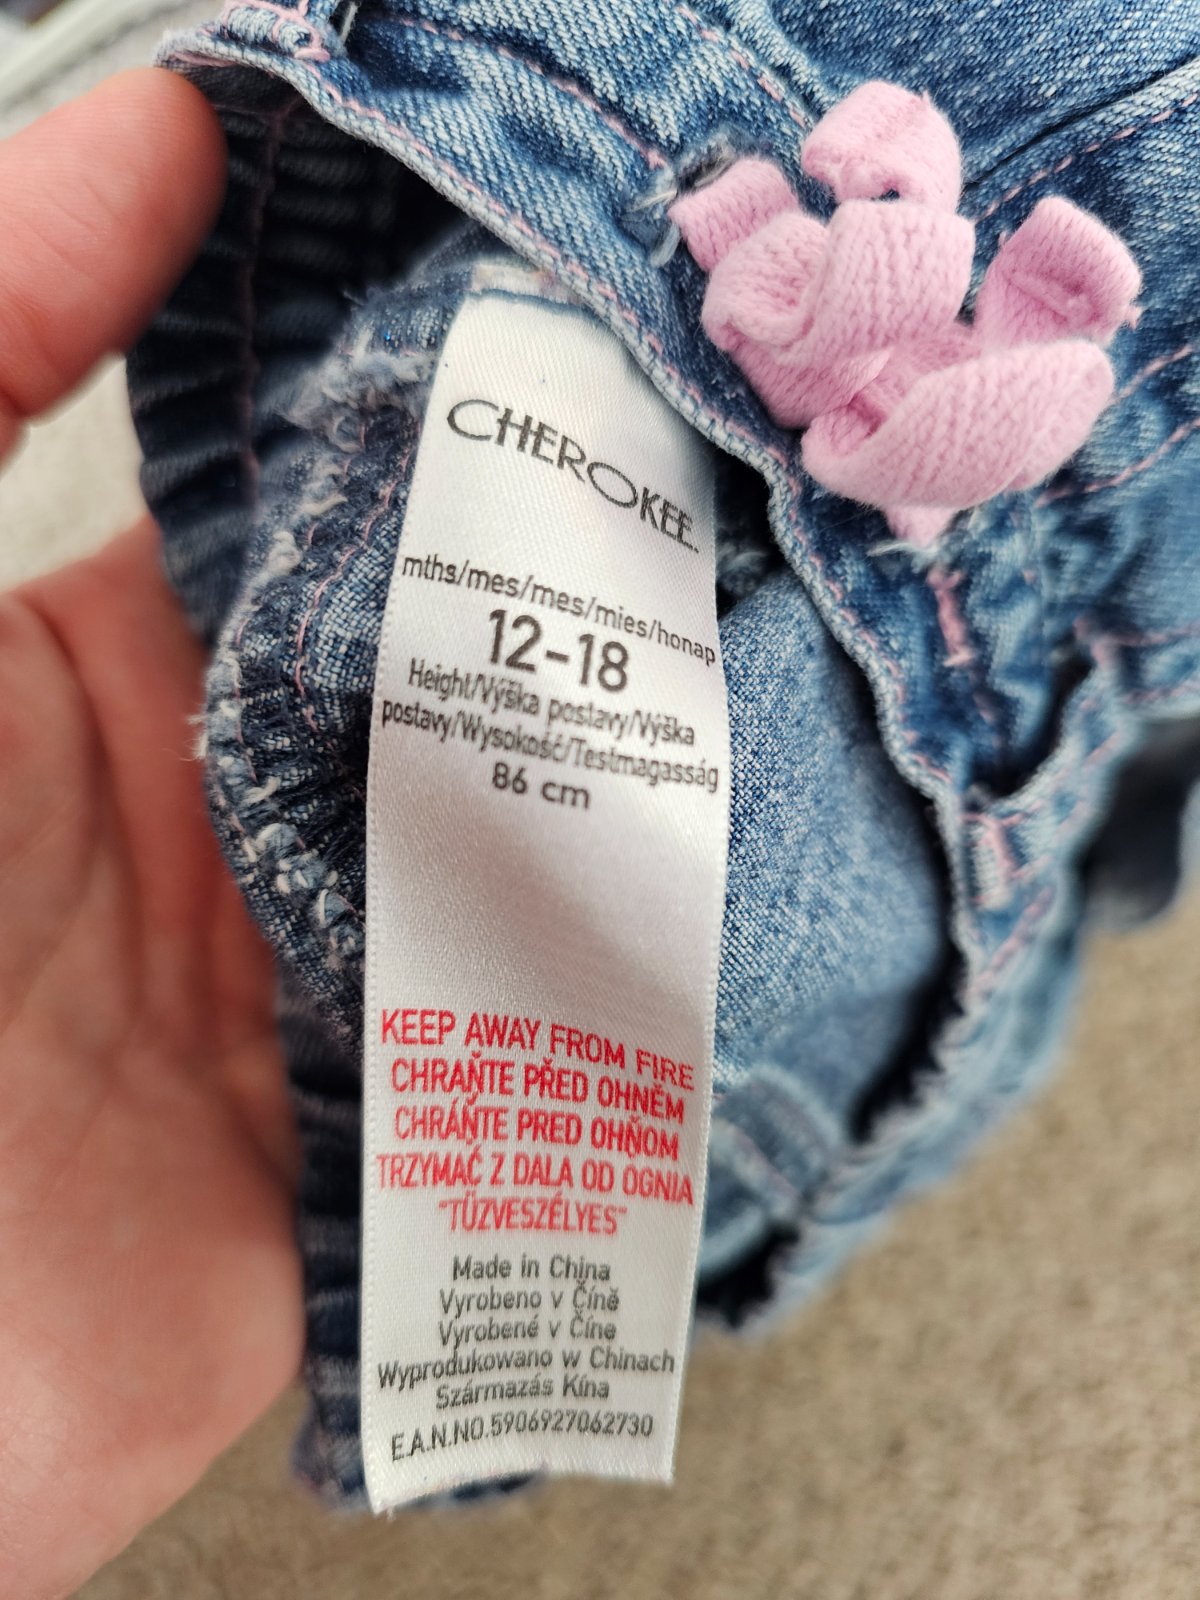 CHEROKEE.
mths/mes/mes/mies/honap
12-18
Height/Výška postavy/Výška
postavy/Wysokość/Testmagasság
86 cm
KEEP AWAY FROM FIRE
CHRAŇTE PŘED OHNĚM
CHRÁŇTE PRED OHŇOM
TRZYMAĆ Z DALA OD OGNIA
"TŰZVESZÉLYES"
Made in China
Vyrobeno v Číně
Vyrobené v Číne
Wyprodukowano w Chinach
Származás Kína
E.A.N.NO.5906927062730